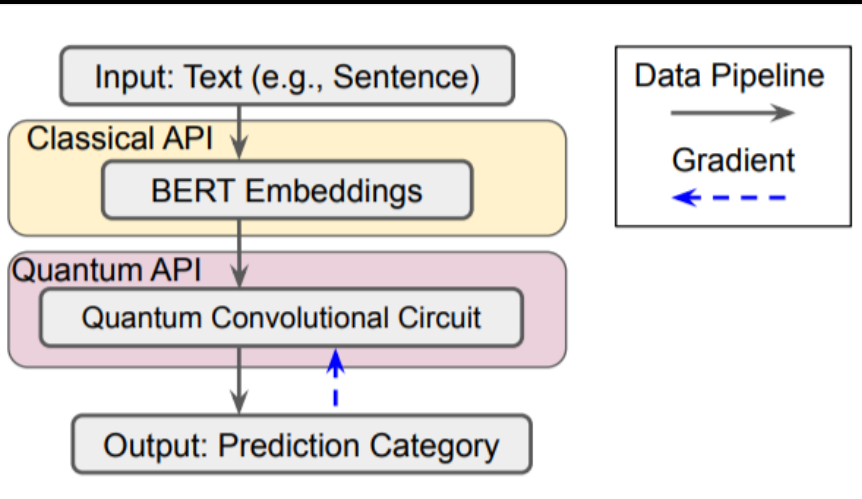 Input: Text (e.g., Sentence)
Classical API
BERT Embeddings
Quantum API
Quantum Convolutional Circuit
Output: Prediction Category
Data Pipeline
Gradient